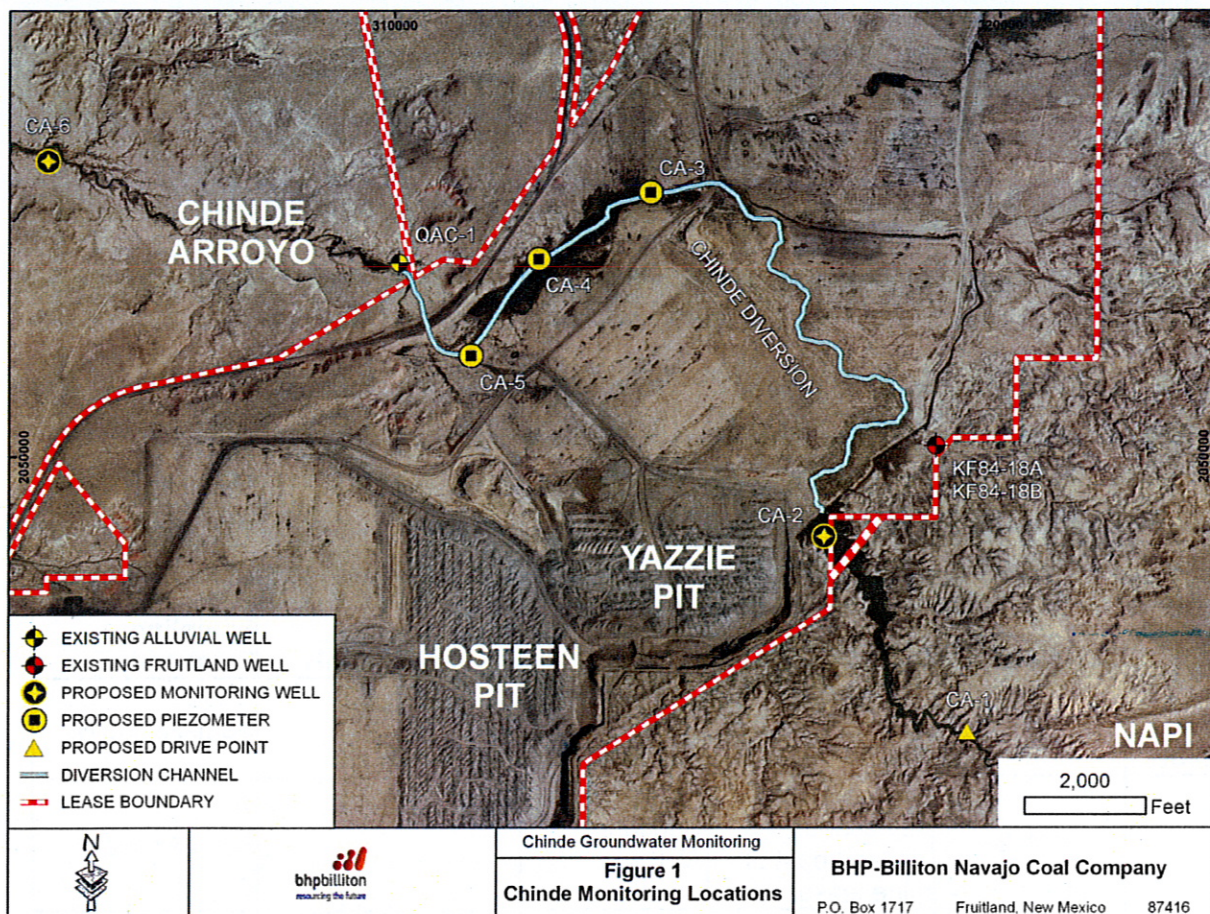 310000
320000
CA-6
CA-3
CHINDE
ARROYO
QAC-1
CA-4
CHINDE DIVERSION
CA-5
2050000
2050000
KF84-18A
KF84-18B
CA-2
YAZZIE
PIT
HOSTEEN
PIT
CA-1
NAPI
EXISTING ALLUVIAL WELL
EXISTING FRUITLAND WELL
PROPOSED MONITORING WELL
PROPOSED PIEZOMETER
PROPOSED DRIVE POINT
DIVERSION CHANNEL
LEASE BOUNDARY
2,000
Feet
N
bhpbilliton
resourcing the future
Chinde Groundwater Monitoring
Figure 1
Chinde Monitoring Locations
BHP-Billiton Navajo Coal Company
P.O. Box 1717 Fruitland, New Mexico 87416